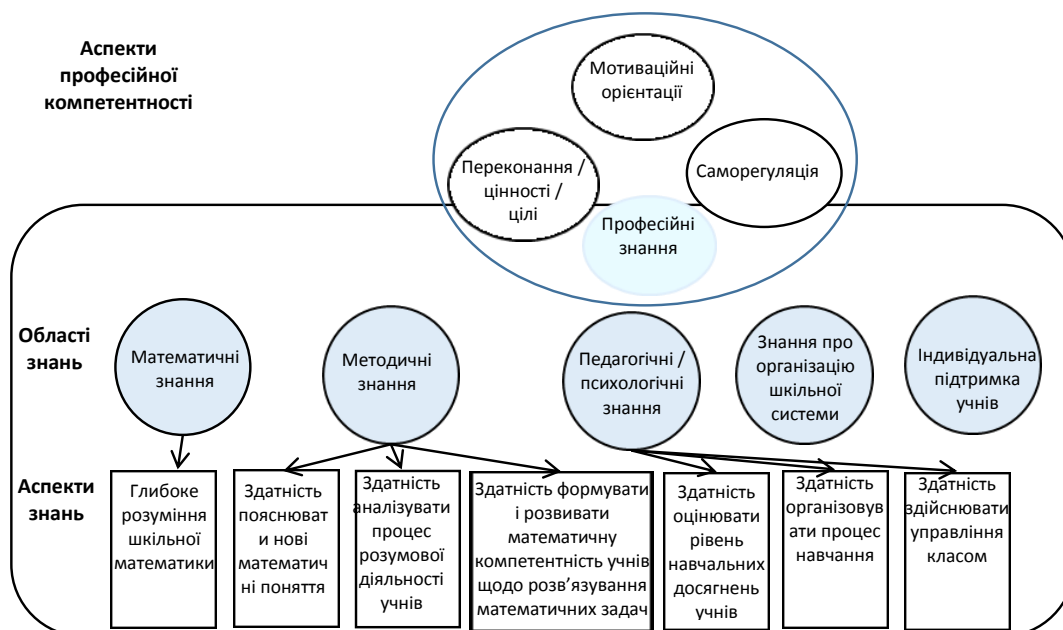 Аспекти
професійної
компетентності
Мотиваційні
орієнтації
Переконання /
цінності /
цілі
Саморегуляція
Професійні
знання
Області
знань
Математичні
знання
Методичні
знання
Педагогічні /
психологічні
знання
Знання про
організацію
шкільної
системи
Індивідуальна
підтримка
учнів
Аспекти
знань
Глибоке
розуміння
шкільної
математики
Здатність
пояснюват
и нові
математич
ні поняття
Здатність
аналізувати
процес
розумової
діяльності
учнів
Здатність формувати
і розвивати
математичну
компетентність учнів
щодо розв’язування
математичних задач
Здатність
оцінювати
рівень
навчальних
досягнень
учнів
Здатність
організовув
ати процес
навчання
Здатність
здійснювати
управління
класом